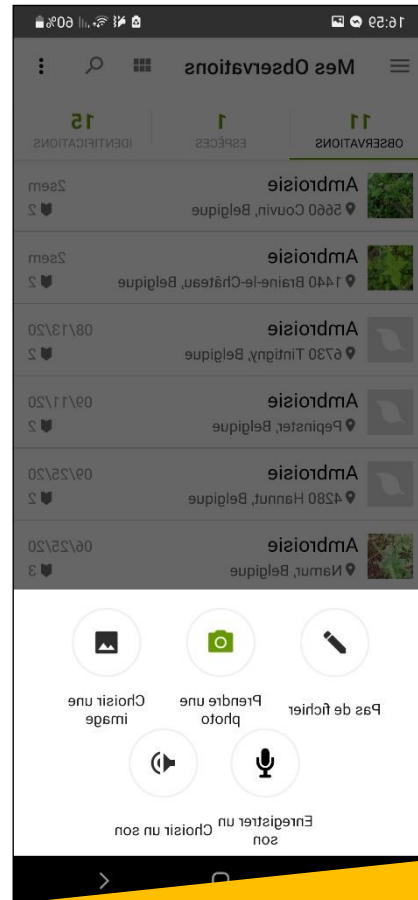 16:59 60%
Mes Observations
11 1 15
OBSERVATIONS ESPÈCES IDENTIFICATIONS
Ambroisie 2sem
5660 Couvin, Belgique 2
Ambroisie 2sem
1440 Braine-le-Château, Belgique 2
Ambroisie 08/13/20
6730 Tintigny, Belgique 2
Ambroisie 09/11/20
Pepinster, Belgique 2
Ambroisie 09/25/20
4280 Hannut, Belgique 2
Ambroisie 06/25/20
Namur, Belgique 3
Pas de fichier
Prendre une
photo
Choisir une
image
Enregistrer un
son
Choisir un son